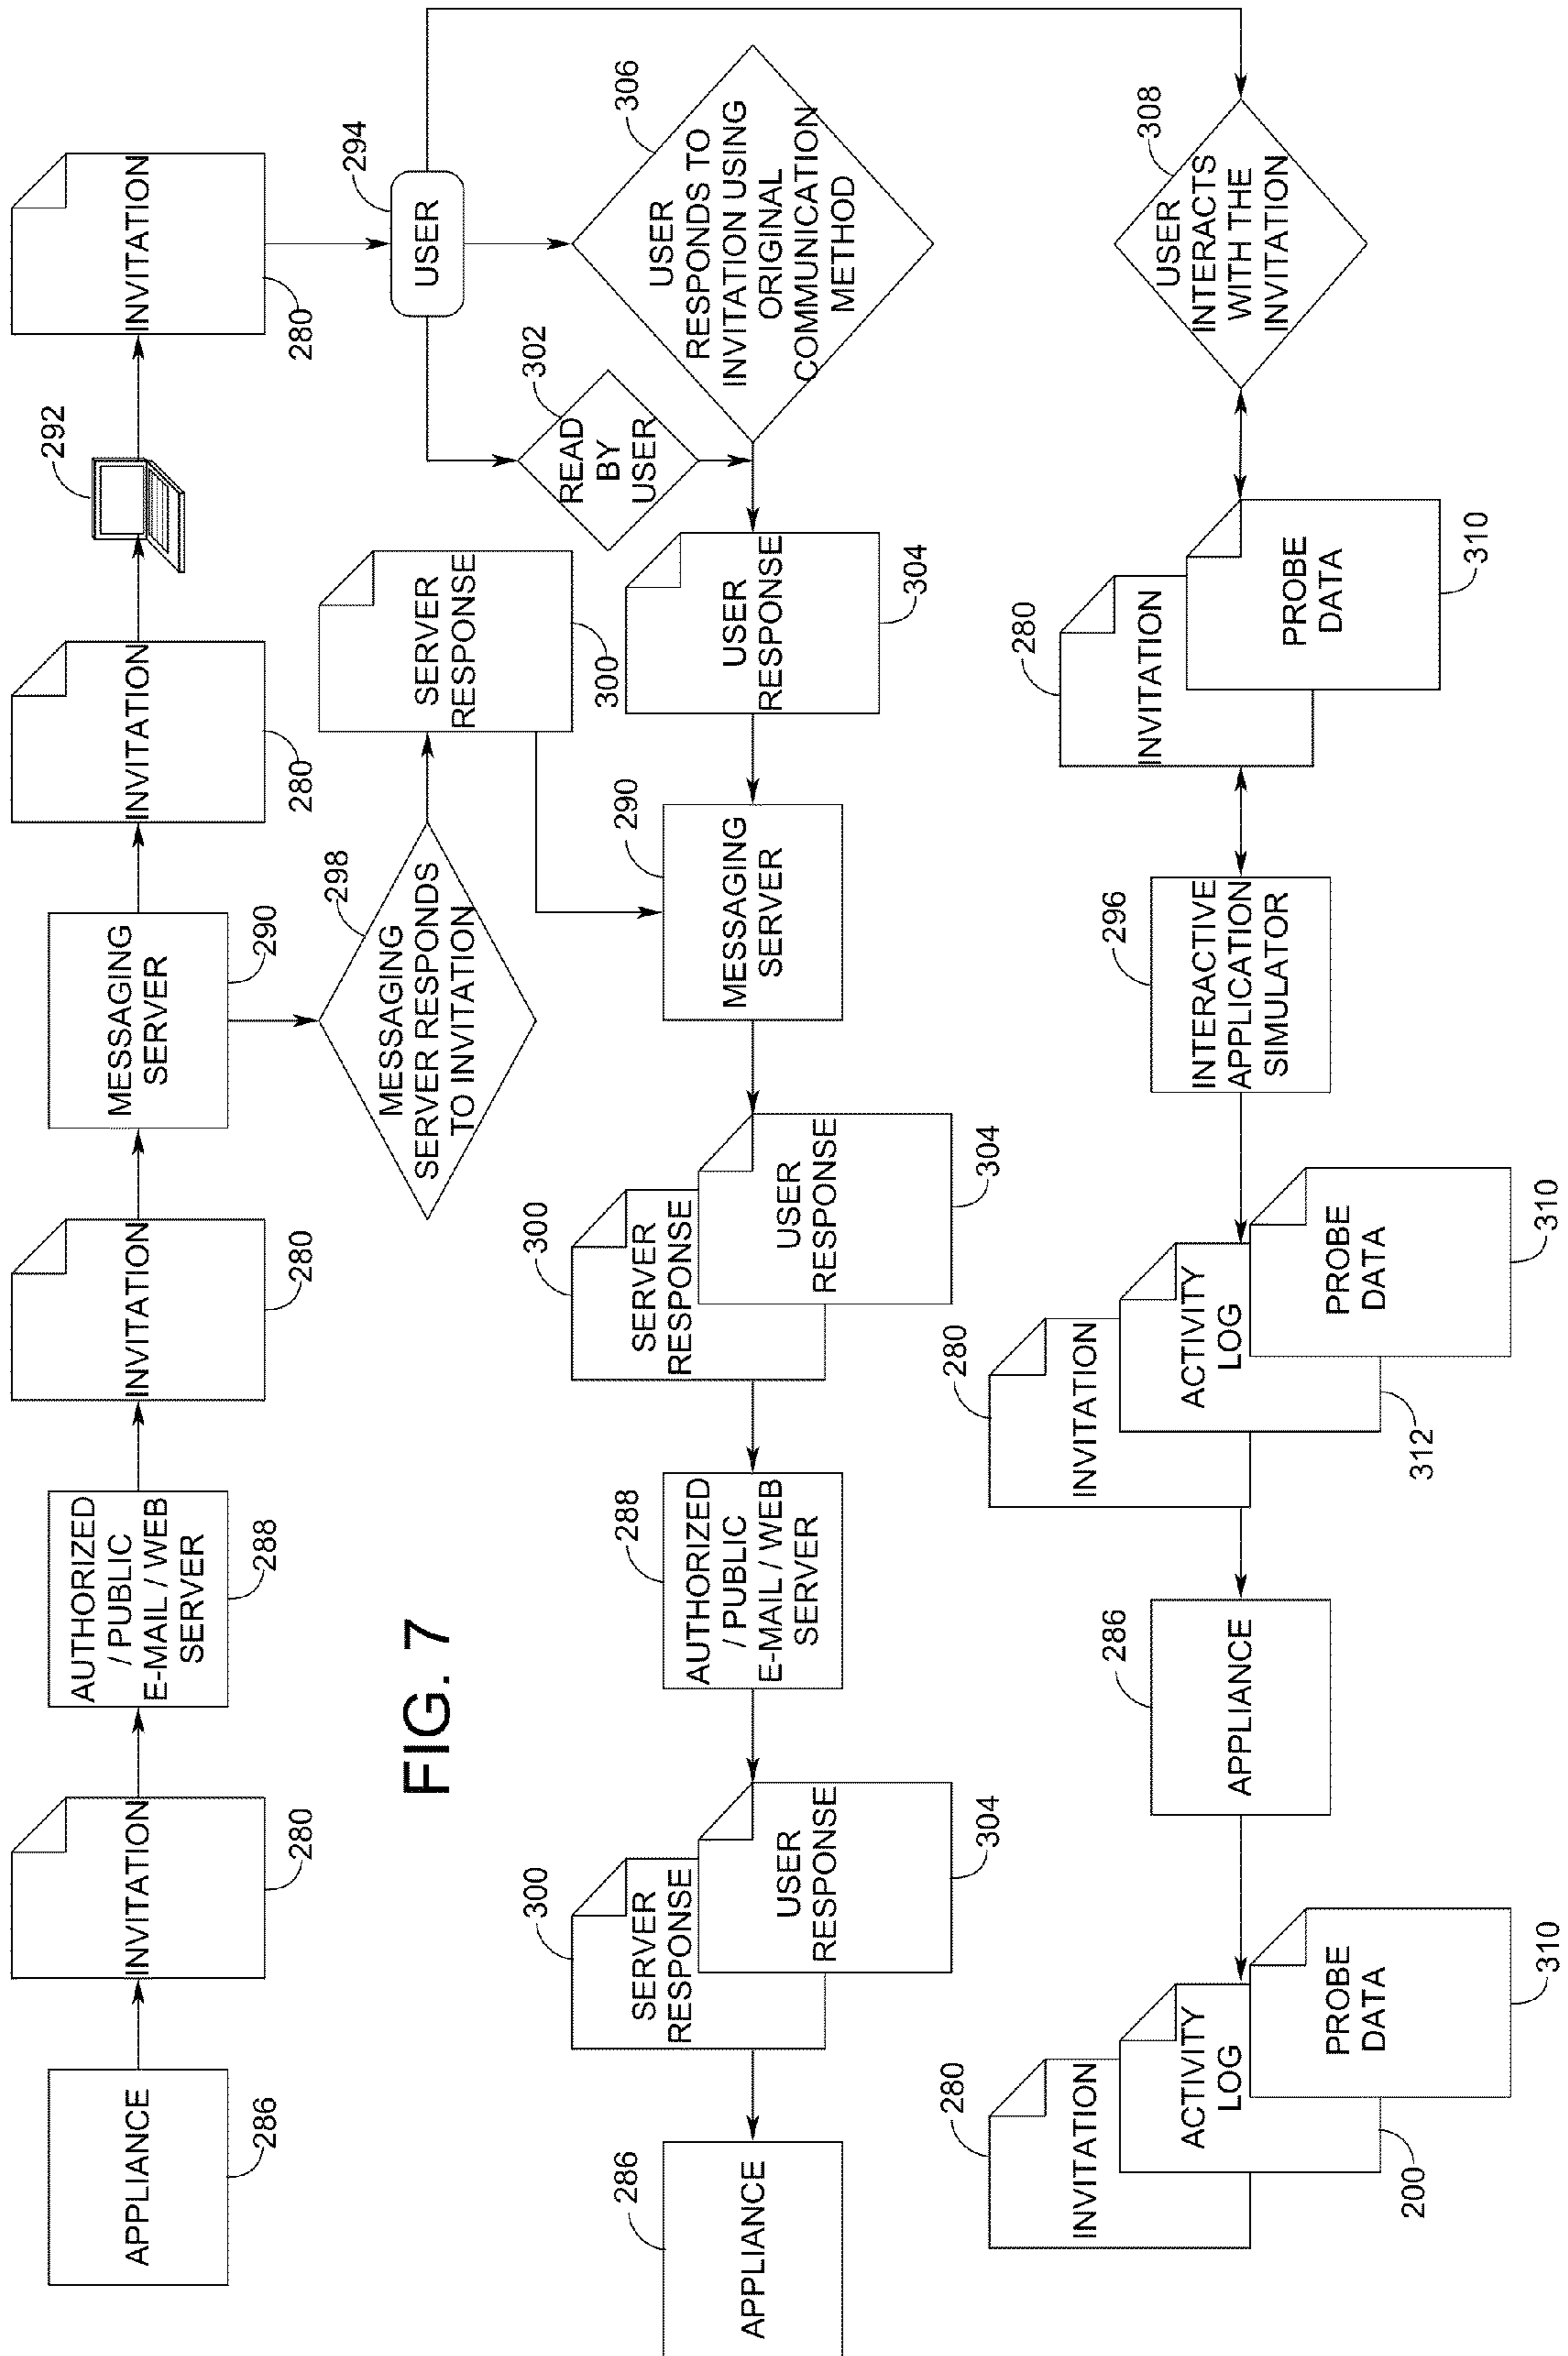 APPLIANCE
286
INVITATION
280
AUTHORIZED
/ PUBLIC
E-MAIL / WEB
SERVER
288
INVITATION
280
MESSAGING
SERVER
290
INVITATION
280
292
INVITATION
280
294
USER
298
MESSAGING
SERVER RESPONDS
TO INVITATION
SERVER
RESPONSE
300
FIG. 7
302
READ
BY
USER
306
USER
RESPONDS TO
INVITATION USING
ORIGINAL
COMMUNICATION
METHOD
286
APPLIANCE
300
SERVER
RESPONSE
USER
RESPONSE
304
288
AUTHORIZED
/ PUBLIC
E-MAIL / WEB
SERVER
300
SERVER
RESPONSE
USER
RESPONSE
304
290
MESSAGING
SERVER
USER
RESPONSE
304
280
INVITATION
ACTIVITY
LOG
200
PROBE
DATA
310
286
APPLIANCE
280
INVITATION
ACTIVITY
LOG
312
PROBE
DATA
310
296
INTERACTIVE
APPLICATION
SIMULATOR
280
INVITATION
PROBE
DATA
310
308
USER
INTERACTS
WITH THE
INVITATION